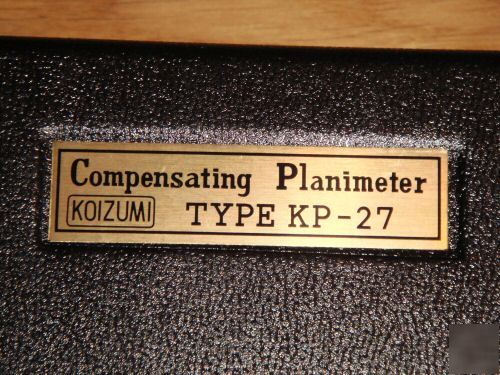 Compensating Planimeter
KOIZUMI TYPE KP-27